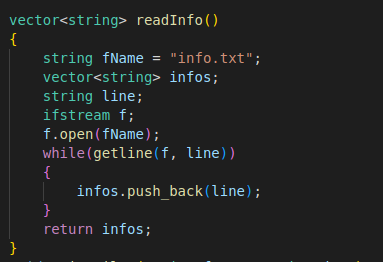 vector<string> readInfo()
{
    string fName = "info.txt";
    vector<string> infos;
    string line;
    ifstream f;
    f.open(fName);
    while(getline(f, line))
    {
        infos.push_back(line);
    }
    return infos;
}